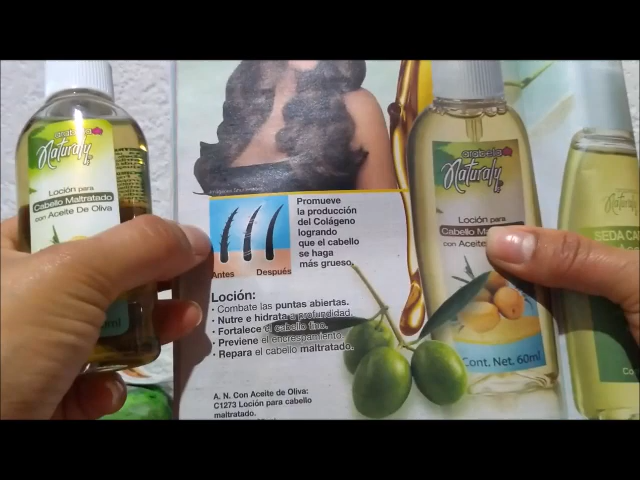 arabela
Naturaly
Loción para
Cabello Maltratado
con Aceite De Oliva
ml
Promueve
la producción
del Colágeno
logrando
que el cabello
se haga
más grueso.
Antes Después
Loción:
• Combate las puntas abiertas.
• Nutre e hidrata a profundidad.
• Fortalece el cabello fino.
• Previene el encrespamiento.
• Repara el cabello maltratado.
A. N. Con Aceite de Oliva:
C1273 Loción para cabello
maltratado.
arabela
Naturaly
Loción para
Cabello
con Aceite
Cont. Net. 60ml
SEDA